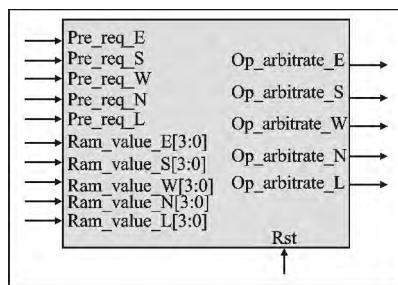 Pre_req_E
Pre_req_S
Pre_req_W
Pre_req_N
Pre_req_L
Ram_value_E[3:0]
Ram_value_S[3:0]
Ram_value_W[3:0]
Ram_value_N[3:0]
Ram_value_L[3:0]
Op_arbitrate_E
Op_arbitrate_S
Op_arbitrate_W
Op_arbitrate_N
Op_arbitrate_L
Rst